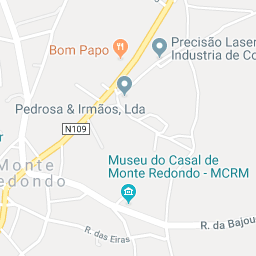 Bom Papo
Precisão Laser
Industria de Co
Pedrosa & Irmãos, Lda
N109
Monte
edondo
Museu do Casal de
Monte Redondo - MCRM
R. da Bajou
R. das Eiras